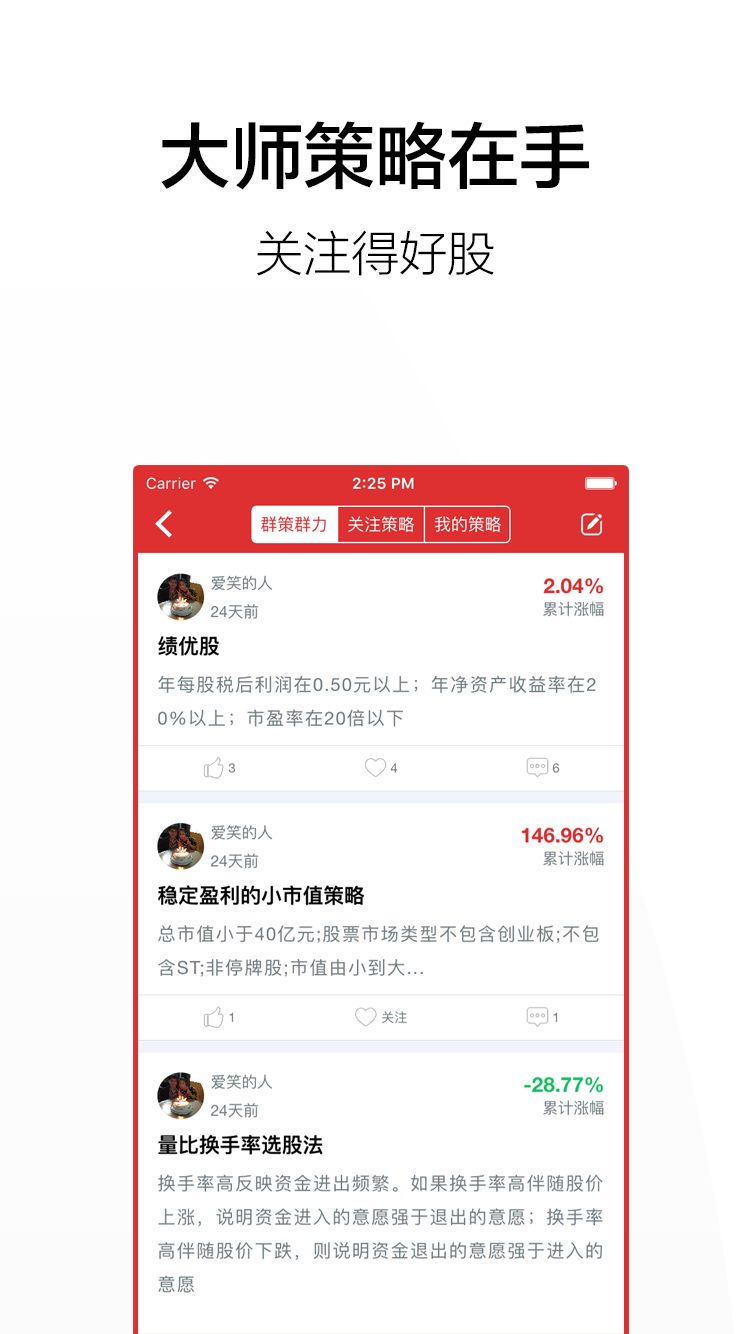 大师策略在手
关注得好股
Carrier 2:25 PM
群策群力 关注策略 我的策略
爱笑的人 2.04%
24天前 累计涨幅
绩优股
年每股税后利润在0.50元以上；年净资产收益率在2
0%以上；市盈率在20倍以下
3 4 6
爱笑的人 146.96%
24天前 累计涨幅
稳定盈利的小市值策略
总市值小于40亿元;股票市场类型不包含创业板;不包
含ST;非停牌股;市值由小到大...
1 关注 1
爱笑的人 -28.77%
24天前 累计涨幅
量比换手率选股法
换手率高反映资金进出频繁。如果换手率高伴随股价
上涨，说明资金进入的意愿强于退出的意愿；换手率
高伴随股价下跌，则说明资金退出的意愿强于进入的
意愿